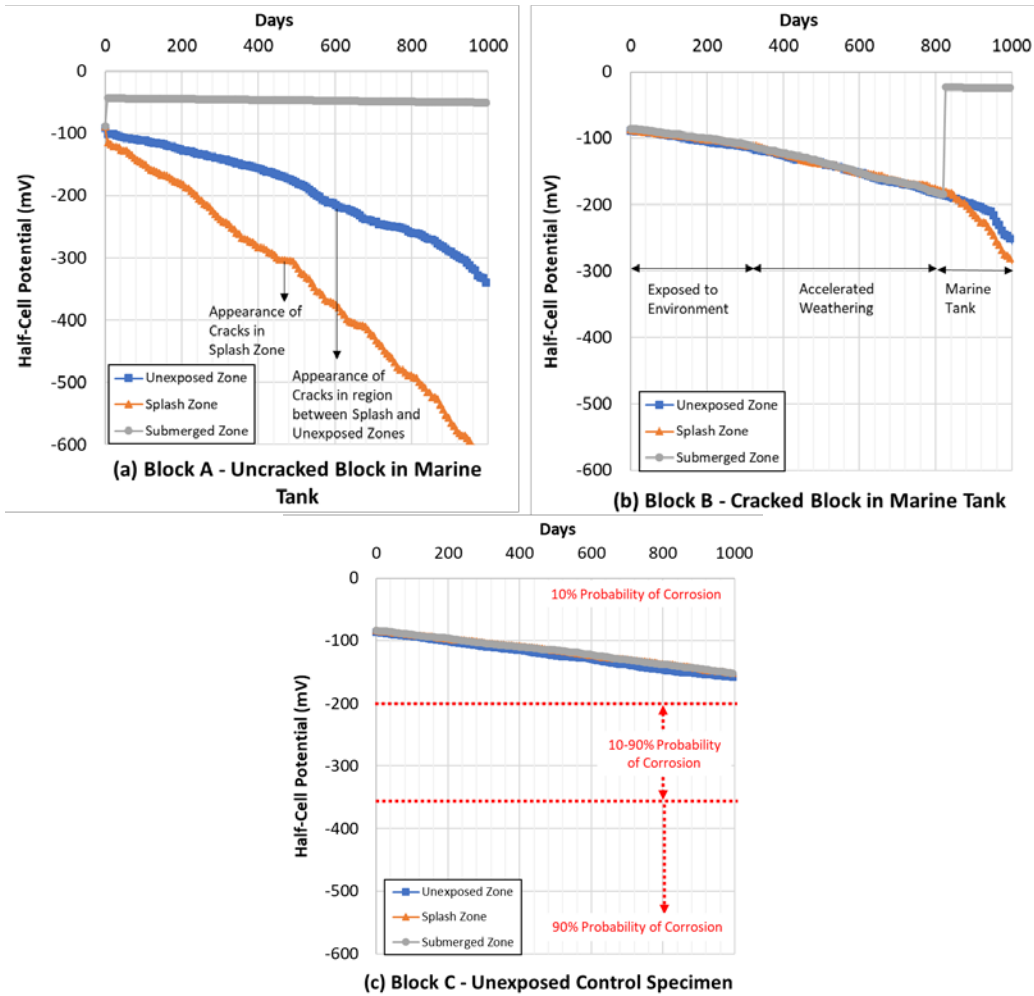 Days
0 200 400 600 800 1000
Half-Cell Potential (mV)
0
-100
-200
-300
-400
-500
-600
Appearance of
Cracks in
Splash Zone
Appearance of
Cracks in region
between Splash and
Unexposed Zones
Unexposed Zone
Splash Zone
Submerged Zone
(a) Block A - Uncracked Block in Marine
Tank
Days
0 200 400 600 800 1000
Half-Cell Potential (mV)
0
-100
-200
-300
-400
-500
-600
Exposed to
Environment
Accelerated
Weathering
Marine
Tank
Unexposed Zone
Splash Zone
Submerged Zone
(b) Block B - Cracked Block in Marine Tank
Days
0 200 400 600 800 1000
Half-Cell Potential (mV)
0
-100
-200
-300
-400
-500
-600
10% Probability of Corrosion
10-90% Probability
of Corrosion
90% Probability of Corrosion
Unexposed Zone
Splash Zone
Submerged Zone
(c) Block C - Unexposed Control Specimen